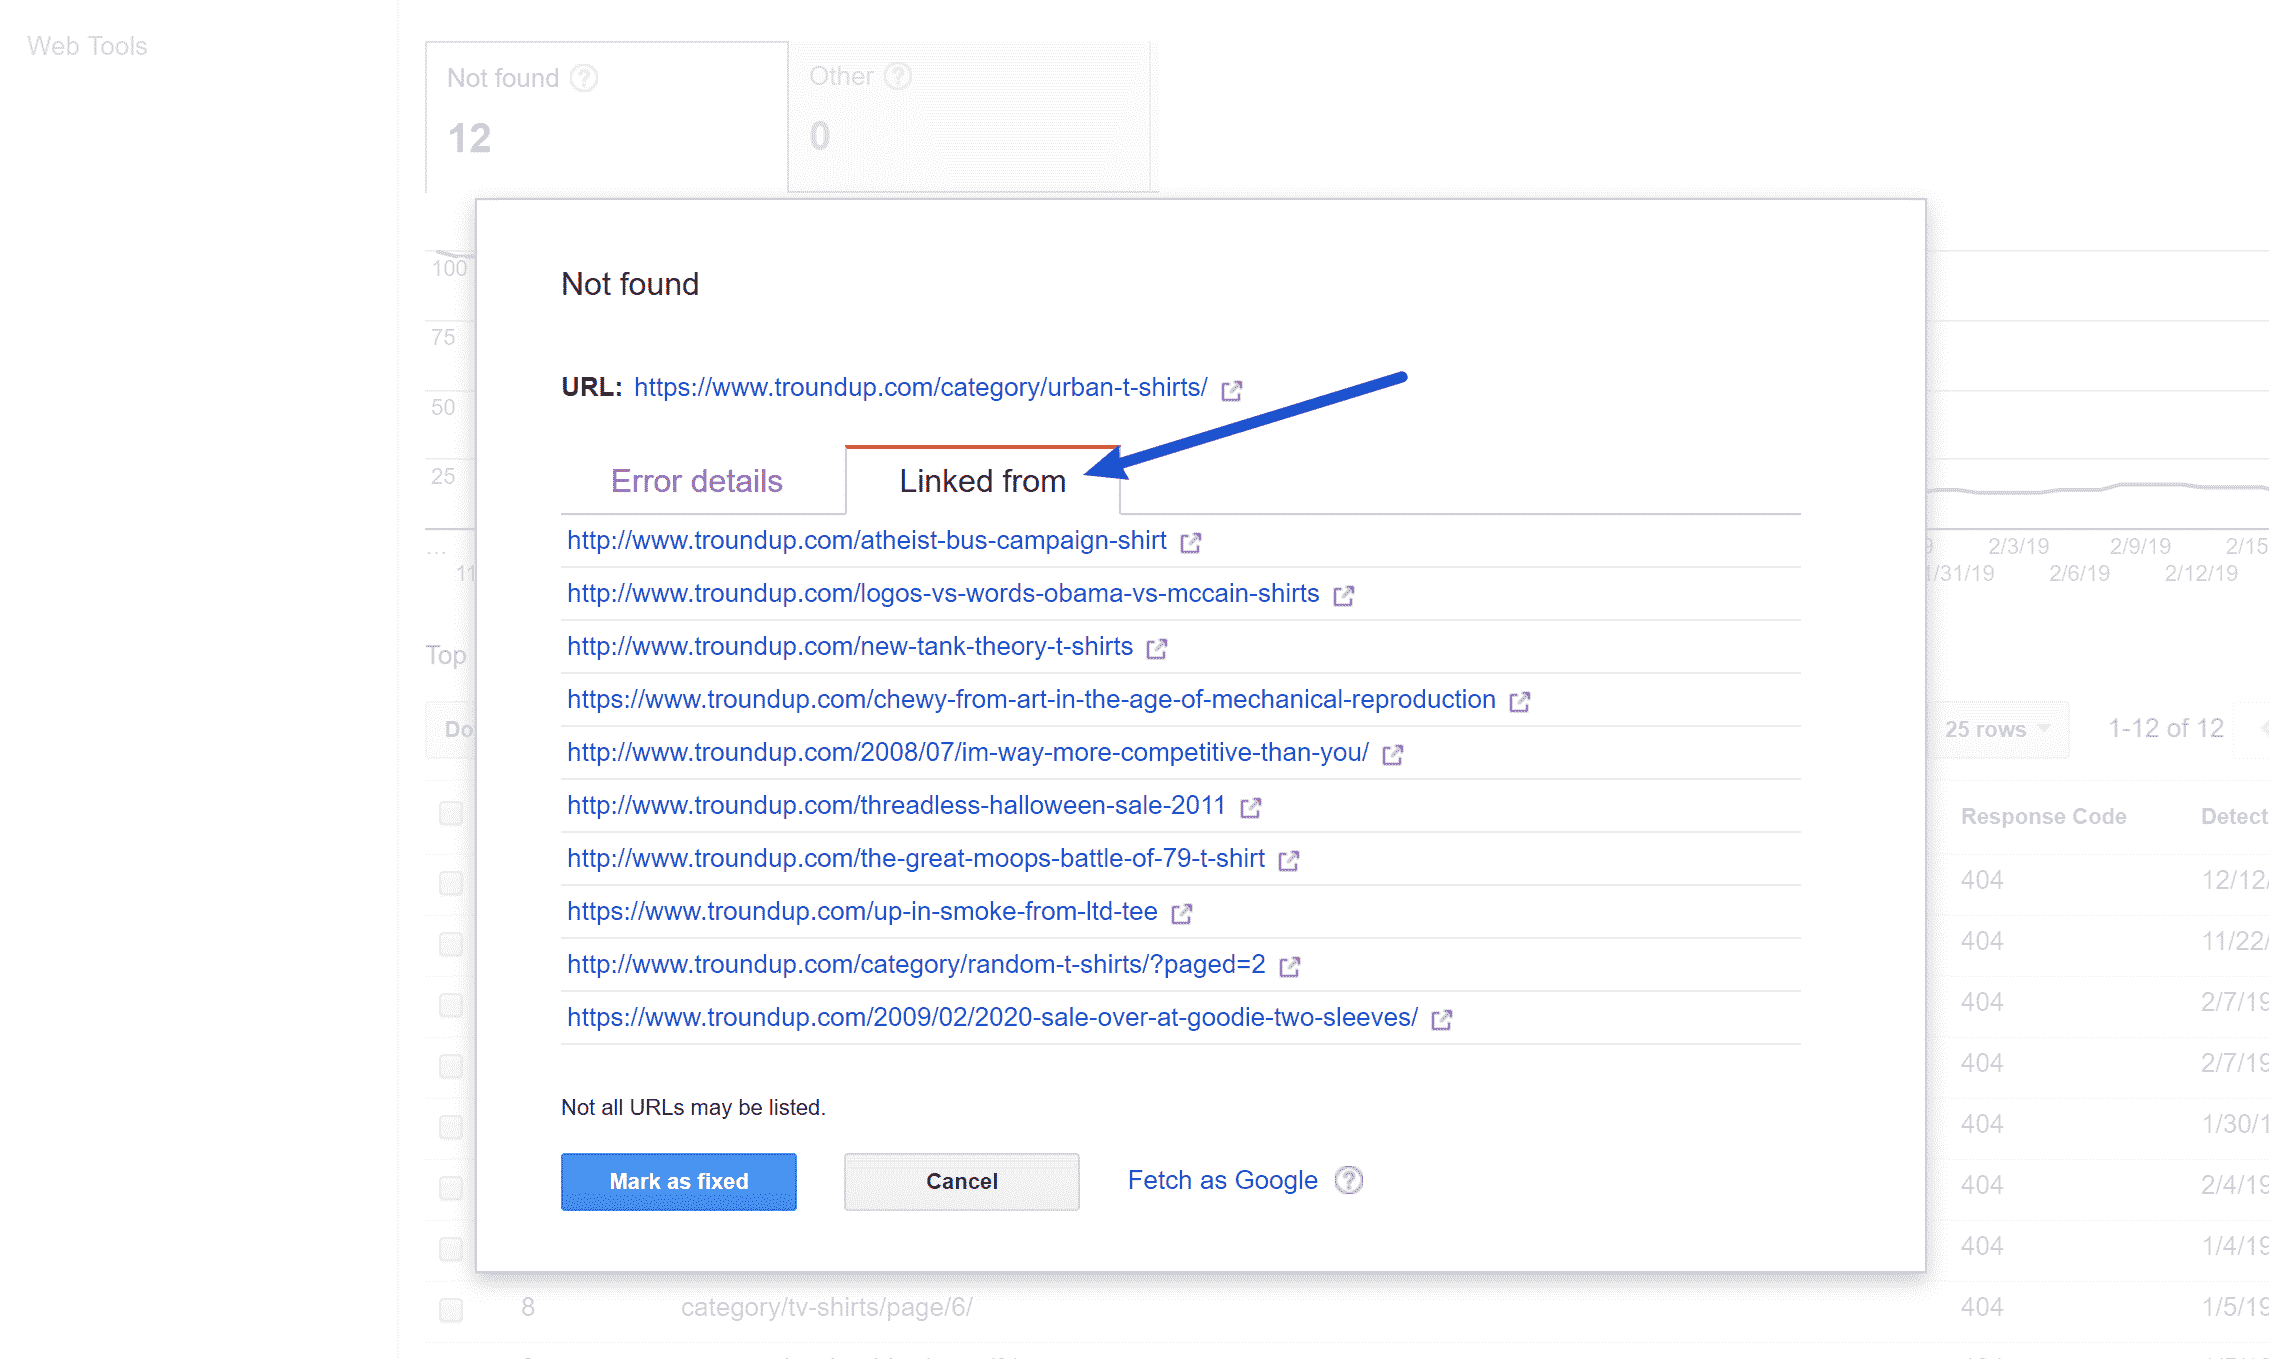 Web Tools
Not found
Other
12
0
100
75
50
25
...
11
Not found
URL: https://www.troundup.com/category/urban-t-shirts/
Error details
Linked from
http://www.troundup.com/atheist-bus-campaign-shirt
http://www.troundup.com/logos-vs-words-obama-vs-mccain-shirts
http://www.troundup.com/new-tank-theory-t-shirts
https://www.troundup.com/chewy-from-art-in-the-age-of-mechanical-reproduction
http://www.troundup.com/2008/07/im-way-more-competitive-than-you/
http://www.troundup.com/threadless-halloween-sale-2011
http://www.troundup.com/the-great-moops-battle-of-79-t-shirt
https://www.troundup.com/up-in-smoke-from-ltd-tee
http://www.troundup.com/category/random-t-shirts/?paged=2
https://www.troundup.com/2009/02/2020-sale-over-at-goodie-two-sleeves/
Not all URLs may be listed.
Mark as fixed
Cancel
Fetch as Google ?
9 2/3/19 2/9/19 2/15
1/31/19 2/6/19 2/12/19
Top
Do
25 rows
1-12 of 12
Response Code Detect
404 12/12/
404 11/22/
404 2/7/19
404 2/7/19
404 1/30/1
404 2/4/19
404 1/4/19
8 category/tv-shirts/page/6/ 404 1/5/19